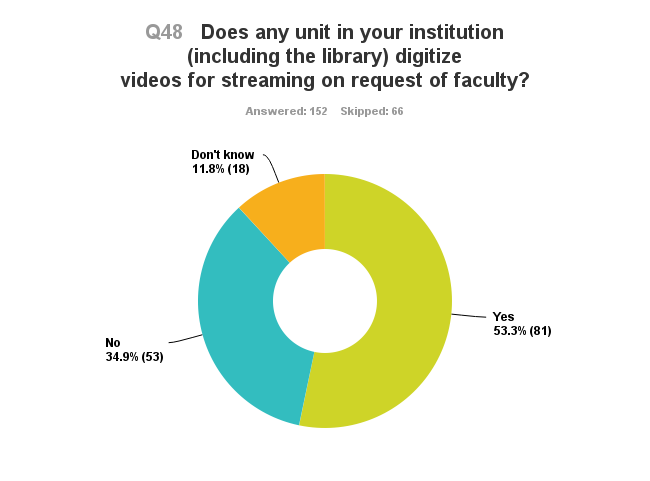 Q48 Does any unit in your institution
(including the library) digitize
videos for streaming on request of faculty?
Answered: 152 Skipped: 66
Don't know
11.8% (18)
Yes
53.3% (81)
No
34.9% (53)